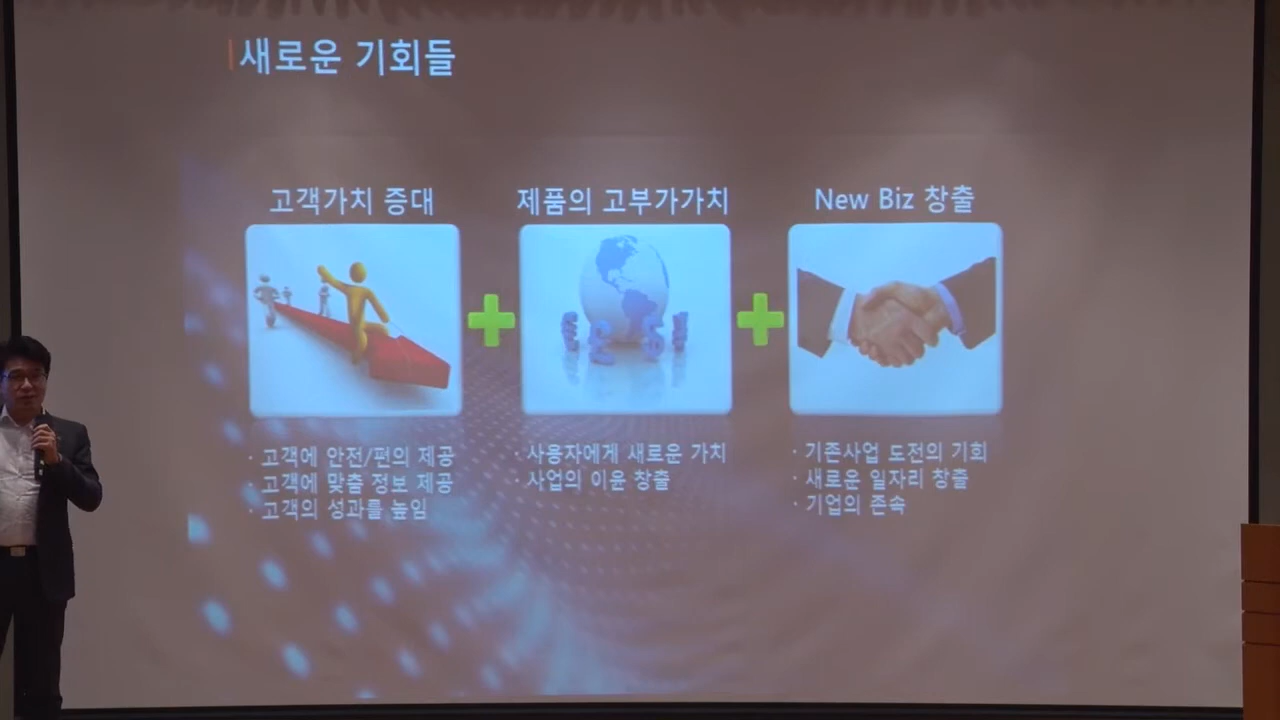 새로운 기회들
고객가치 증대
제품의 고부가가치
New Biz 창출
· 고객에 안전/편의 제공
· 고객에 맞춤 정보 제공
· 고객의 성과를 높임
· 사용자에게 새로운 가치
· 사업의 이윤 창출
· 기존사업 도전의 기회
· 새로운 일자리 창출
· 기업의 존속